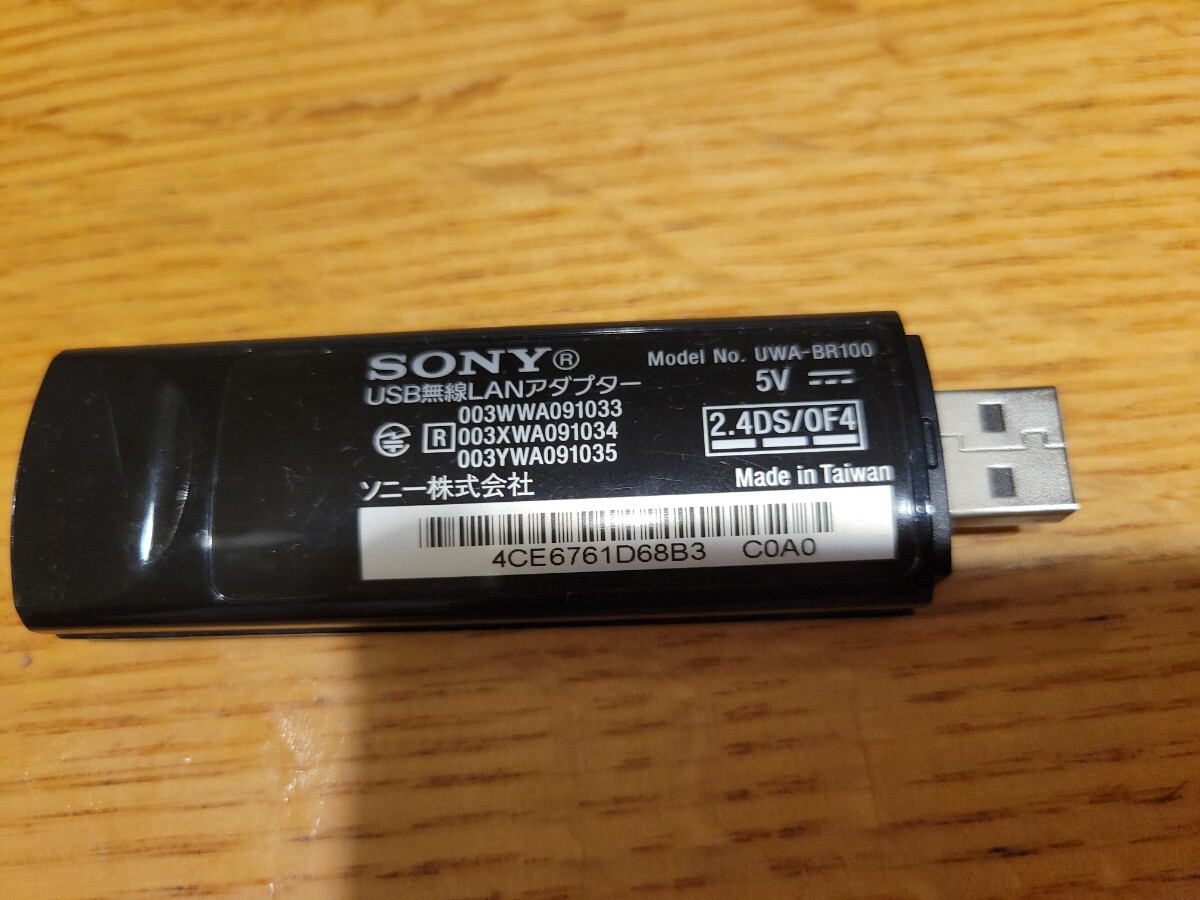 SONY®
Model No. UWA-BR100
USB無線LANアダプター
5V
R
003WWA091033
003XWA091034
003YWA091035
2.4DS/OF4
ソニー株式会社
Made in Taiwan
4CE6761D68B3 C0A0